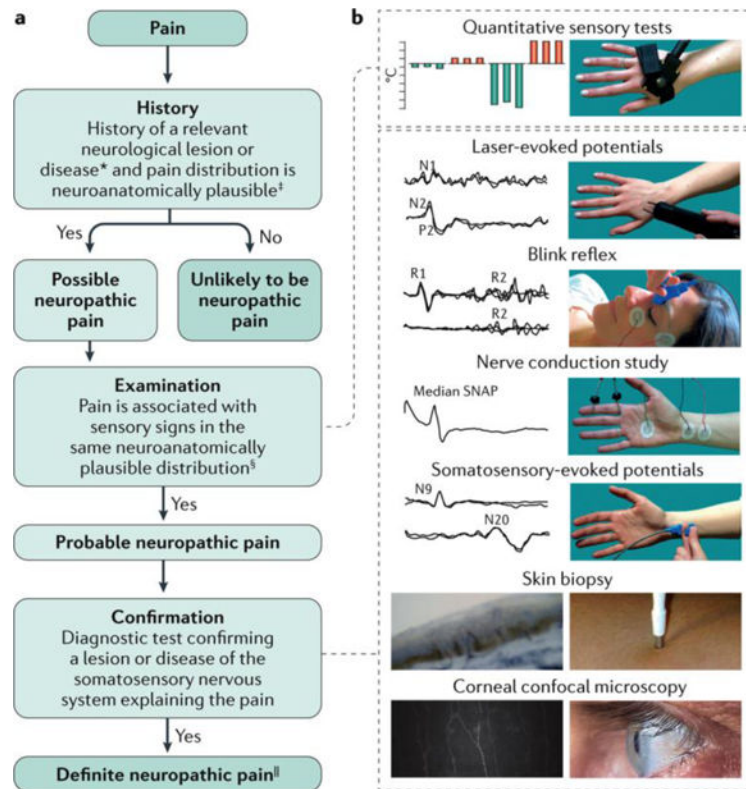 a
Pain
History
History of a relevant
neurological lesion or
disease* and pain distribution is
neuroanatomically plausible‡
Yes
No
Possible
neuropathic
pain
Unlikely to be
neuropathic
pain
Examination
Pain is associated with
sensory signs in the
same neuroanatomically
plausible distribution§
Yes
Probable neuropathic pain
Confirmation
Diagnostic test confirming
a lesion or disease of the
somatosensory nervous
system explaining the pain
Yes
Definite neuropathic pain||
b
Quantitative sensory tests
°C
Laser-evoked potentials
N1
N2
P2
Blink reflex
R1
R2
R2
Nerve conduction study
Median SNAP
Somatosensory-evoked potentials
N9
N20
Skin biopsy
Corneal confocal microscopy